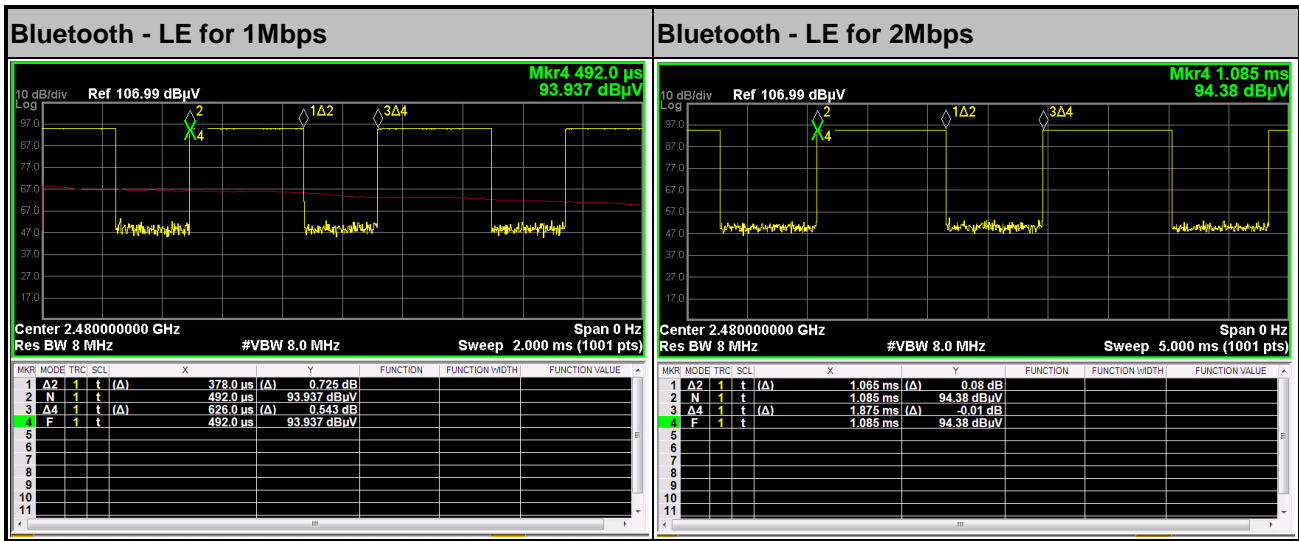 Bluetooth - LE for 1Mbps
Mkr4 492.0 µs
10 dB/div Ref 106.99 dBµV 93.937 dBµV
Log
2 1Δ2 3Δ4
97.0
4
87.0
77.0
67.0
57.0
47.0
37.0
27.0
17.0
Center 2.480000000 GHz Span 0 Hz
Res BW 8 MHz #VBW 8.0 MHz Sweep 2.000 ms (1001 pts)
MKR MODE TRC SCL X Y FUNCTION FUNCTION WIDTH FUNCTION VALUE
1 Δ2 1 t (Δ) 378.0 µs (Δ) 0.725 dB
2 N 1 t 492.0 µs 93.937 dBµV
3 Δ4 1 t (Δ) 626.0 µs (Δ) 0.543 dB
4 F 1 t 492.0 µs 93.937 dBµV
5
6
7
8
9
10
11
Bluetooth - LE for 2Mbps
Mkr4 1.085 ms
10 dB/div Ref 106.99 dBµV 94.38 dBµV
Log
2 1Δ2 3Δ4
97.0
4
87.0
77.0
67.0
57.0
47.0
37.0
27.0
17.0
Center 2.480000000 GHz Span 0 Hz
Res BW 8 MHz #VBW 8.0 MHz Sweep 5.000 ms (1001 pts)
MKR MODE TRC SCL X Y FUNCTION FUNCTION WIDTH FUNCTION VALUE
1 Δ2 1 t (Δ) 1.065 ms (Δ) 0.08 dB
2 N 1 t 1.085 ms 94.38 dBµV
3 Δ4 1 t (Δ) 1.875 ms (Δ) -0.01 dB
4 F 1 t 1.085 ms 94.38 dBµV
5
6
7
8
9
10
11